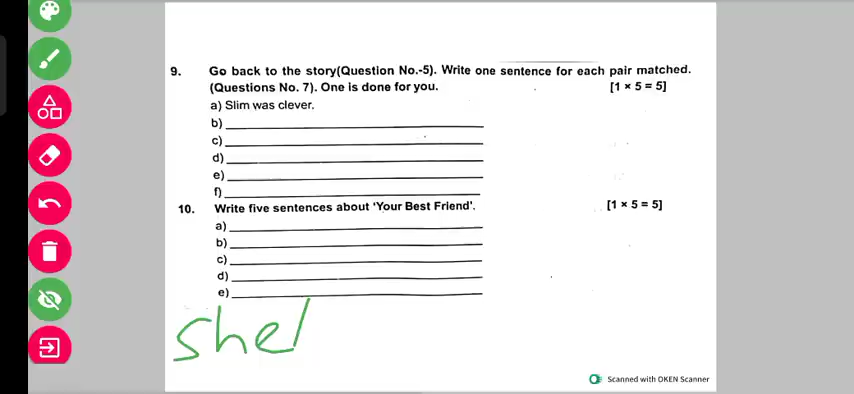 9. Go back to the story(Question No.-5). Write one sentence for each pair matched.
(Questions No. 7). One is done for you. [1 × 5 = 5]
a) Slim was clever.
b)
c)
d)
e)
f)
10. Write five sentences about 'Your Best Friend'. [1 × 5 = 5]
a)
b)
c)
d)
e)
shel
Scanned with OKEN Scanner